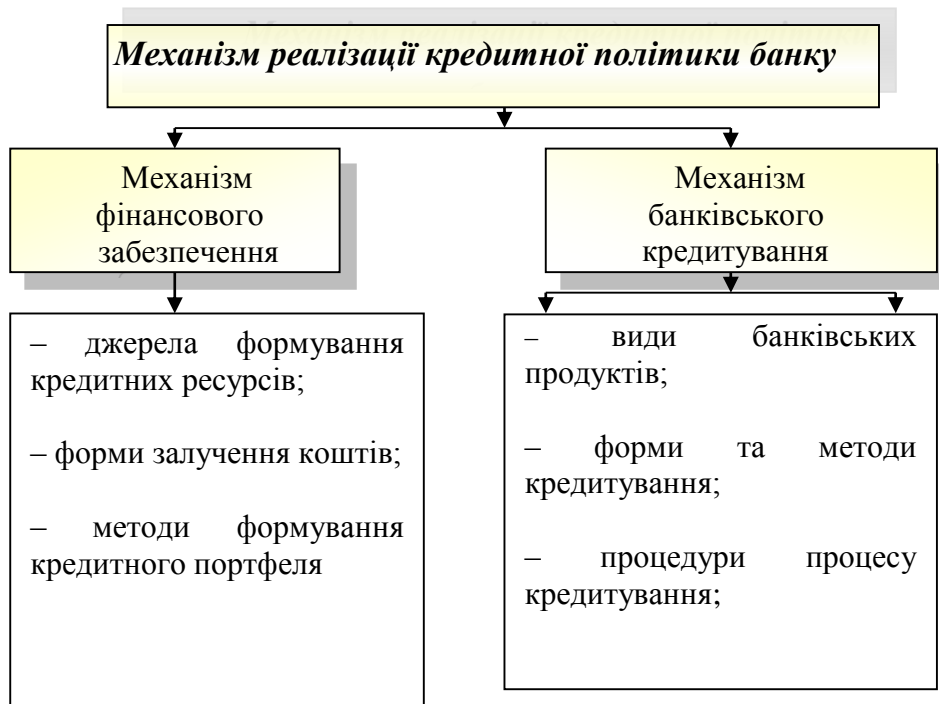 Механізм реалізації кредитної політики банку
Механізм
фінансового
забезпечення
– джерела формування
кредитних ресурсів;
– форми залучення коштів;
– методи формування
кредитного портфеля
Механізм
банківського
кредитування
– види банківських
продуктів;
– форми та методи
кредитування;
– процедури процесу
кредитування;